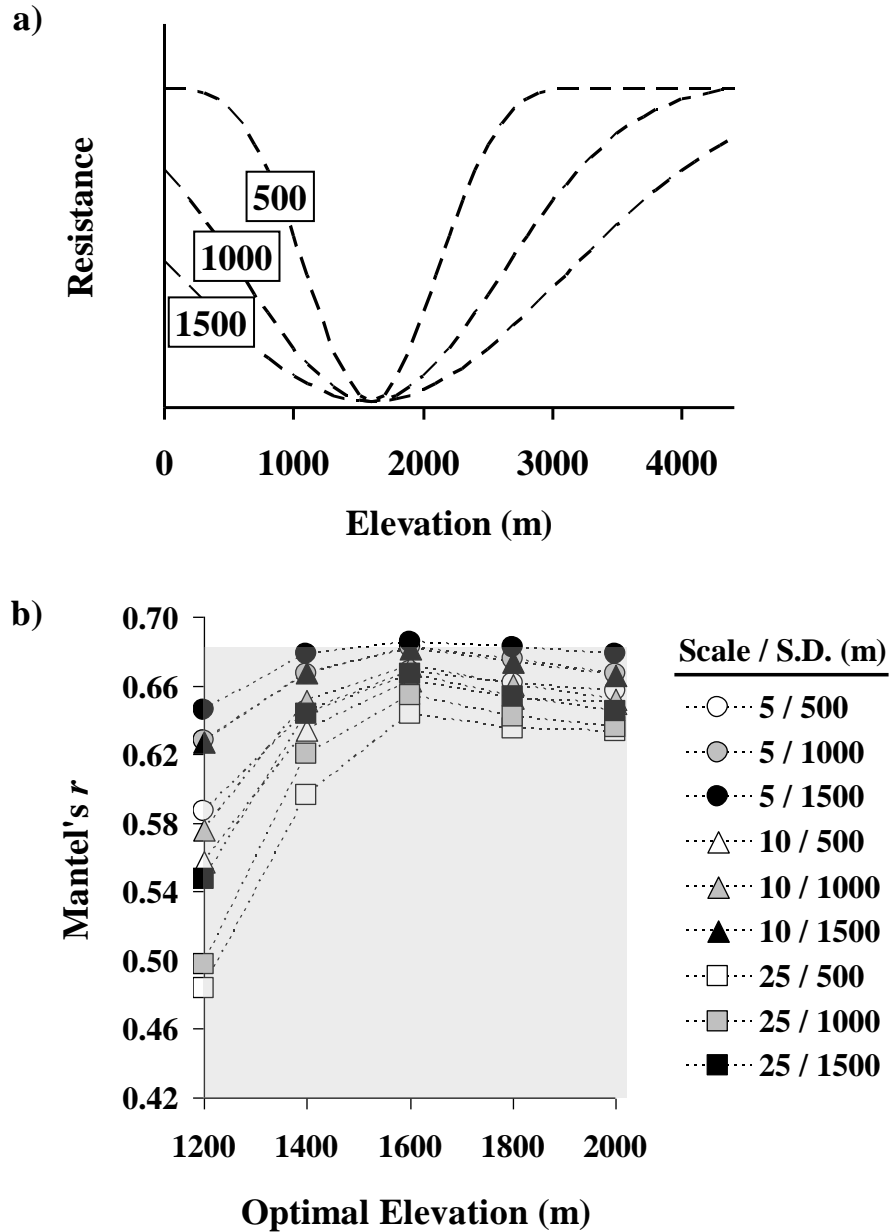 a)
Resistance
500
1000
1500
0 1000 2000 3000 4000
Elevation (m)
b)
Mantel's r
0.70
0.66
0.62
0.58
0.54
0.50
0.46
0.42
1200 1400 1600 1800 2000
Optimal Elevation (m)
Scale / S.D. (m)
5 / 500
5 / 1000
5 / 1500
10 / 500
10 / 1000
10 / 1500
25 / 500
25 / 1000
25 / 1500